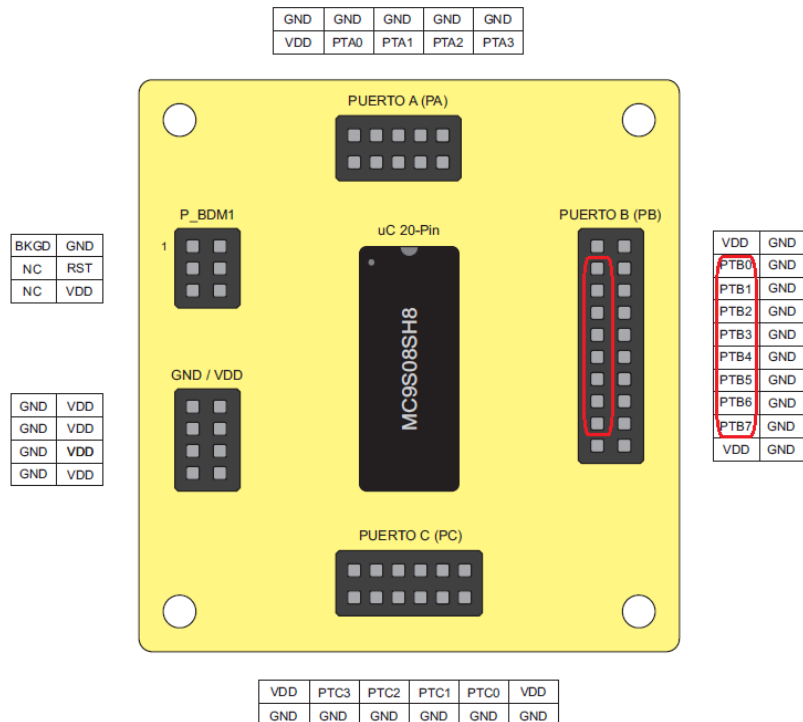 GND GND GND GND GND
VDD PTA0 PTA1 PTA2 PTA3
PUERTO A (PA)
P_BDM1
uC 20-Pin
PUERTO B (PB)
1
BKGD GND
NC RST
NC VDD
MC9S08SH8
VDD GND
PTB0 GND
PTB1 GND
PTB2 GND
PTB3 GND
PTB4 GND
PTB5 GND
PTB6 GND
PTB7 GND
VDD GND
GND / VDD
GND VDD
GND VDD
GND VDD
GND VDD
PUERTO C (PC)
VDD PTC3 PTC2 PTC1 PTC0 VDD
GND GND GND GND GND GND